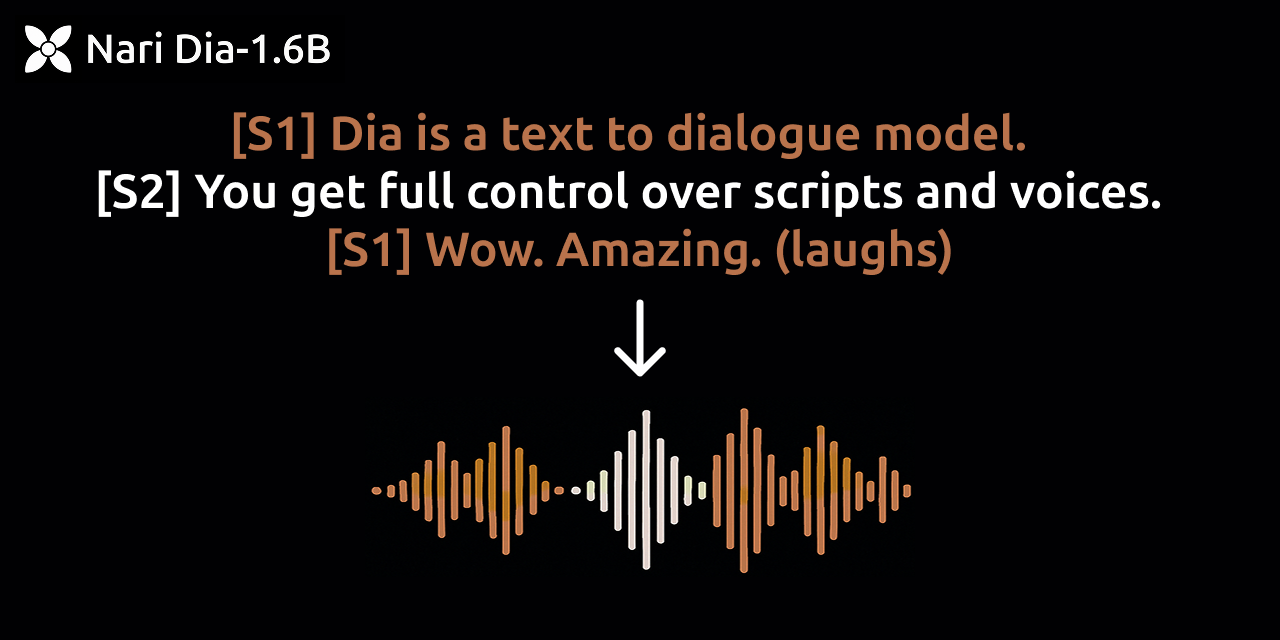 Nari Dia-1.6B
[S1] Dia is a text to dialogue model.
[S2] You get full control over scripts and voices.
[S1] Wow. Amazing. (laughs)